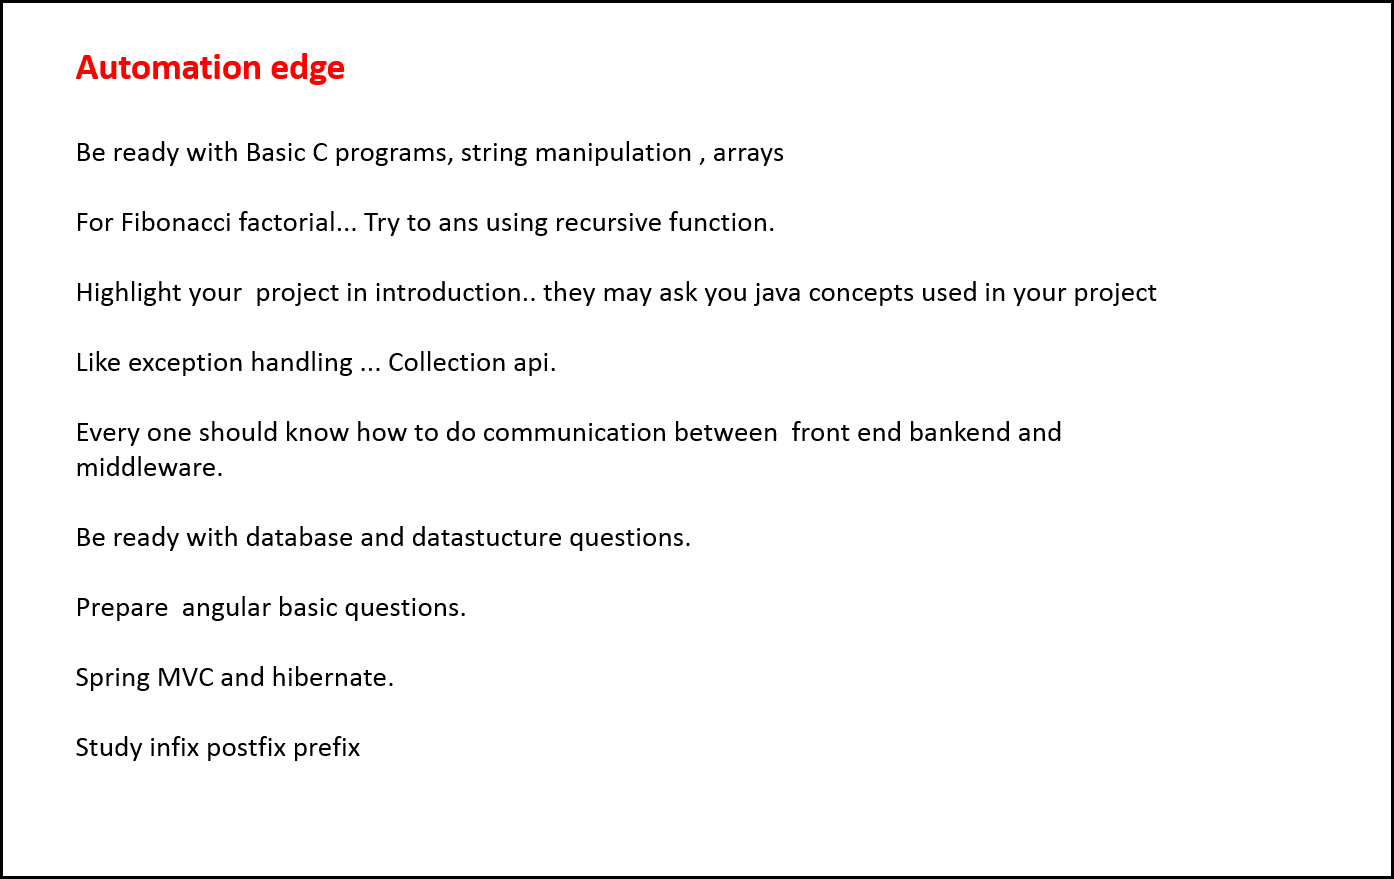 Automation edge
Be ready with Basic C programs, string manipulation , arrays
For Fibonacci factorial... Try to ans using recursive function.
Highlight your  project in introduction.. they may ask you java concepts used in your project
Like exception handling ... Collection api.
Every one should know how to do communication between  front end bankend and
middleware.
Be ready with database and datastucture questions.
Prepare  angular basic questions.
Spring MVC and hibernate.
Study infix postfix prefix